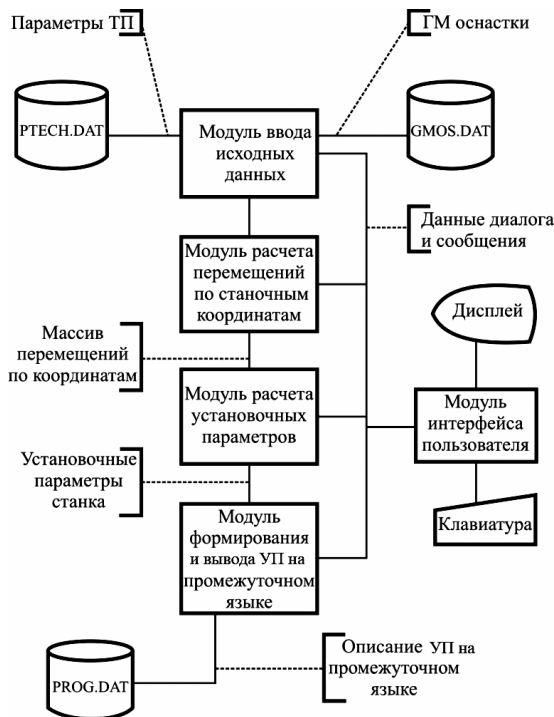 Параметры ТП
ГМ оснастки
PTECH.DAT
Модуль ввода
исходных
данных
GMOS.DAT
Данные диалога
и сообщения
Модуль расчета
перемещений
по станочным
координатам
Дисплей
Массив
перемещений
по координатам
Модуль расчета
установочных
параметров
Модуль
интерфейса
пользователя
Установочные
параметры
станка
Модуль
формирования
и вывода УП на
промежуточном
языке
Клавиатура
Описание УП на
промежуточном
языке
PROG.DAT